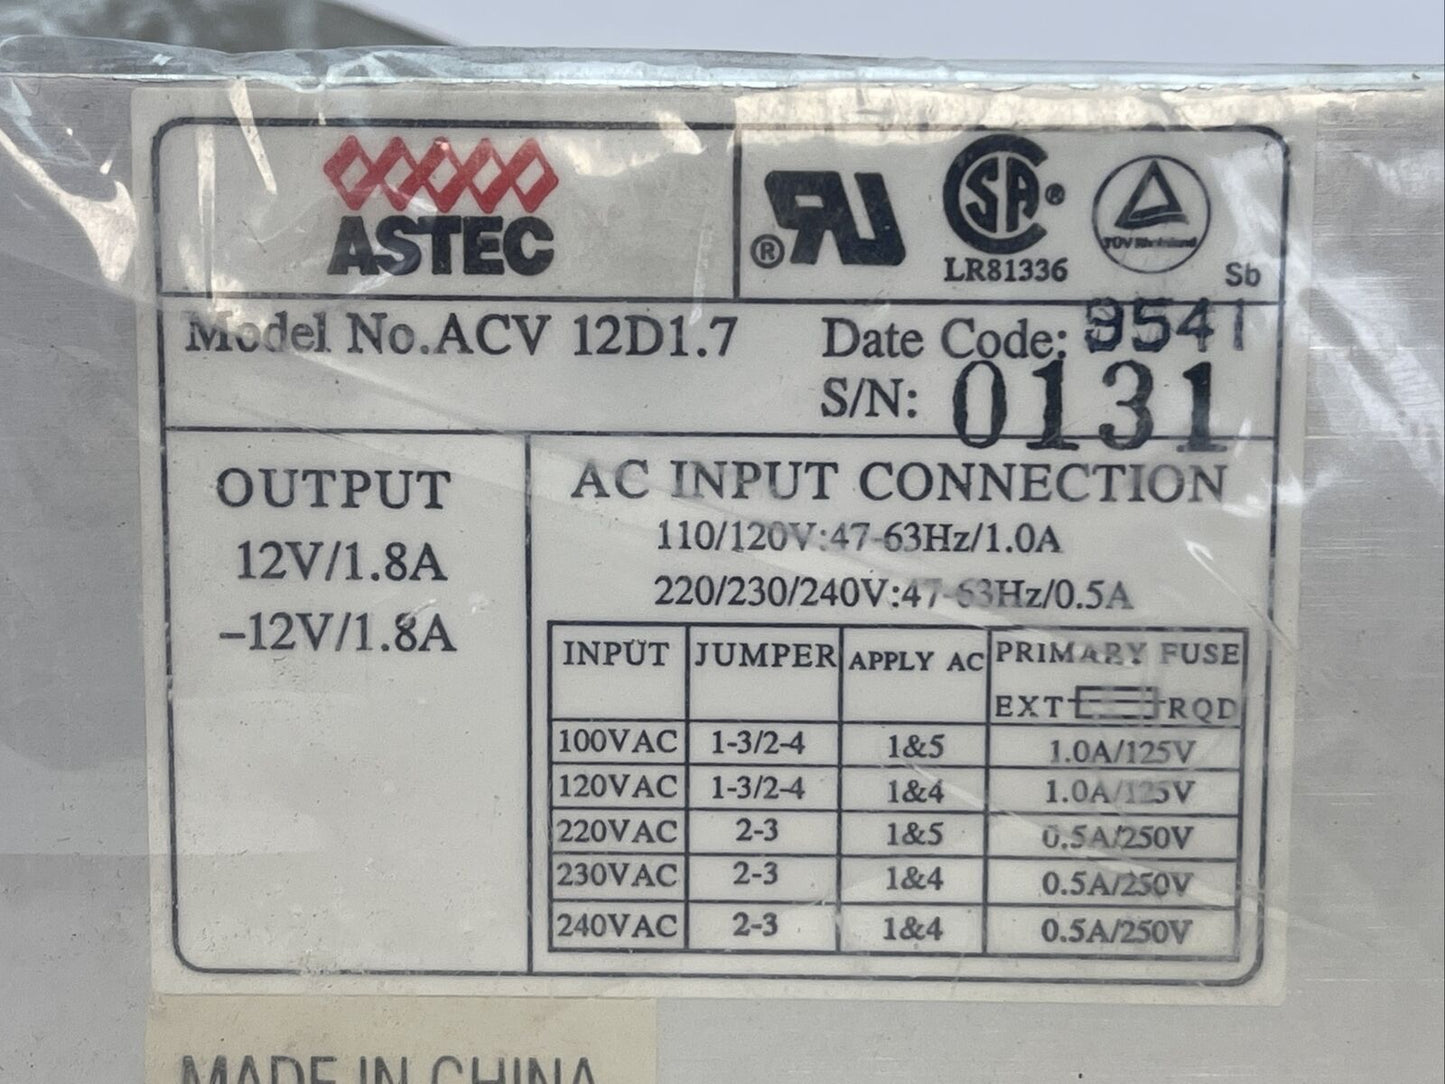 ASTEC
® RU SA ® TÜV Rheinland
LR81336 Sb
Model No.ACV 12D1.7 Date Code: 9541
S/N: 0131
OUTPUT
12V/1.8A
–12V/1.8A
AC INPUT CONNECTION
110/120V:47-63Hz/1.0A
220/230/240V:47-63Hz/0.5A
INPUT JUMPER APPLY AC PRIMARY FUSE
EXT RQD
100VAC 1-3/2-4 1&5 1.0A/125V
120VAC 1-3/2-4 1&4 1.0A/125V
220VAC 2-3 1&5 0.5A/250V
230VAC 2-3 1&4 0.5A/250V
240VAC 2-3 1&4 0.5A/250V
MADE IN CHINA